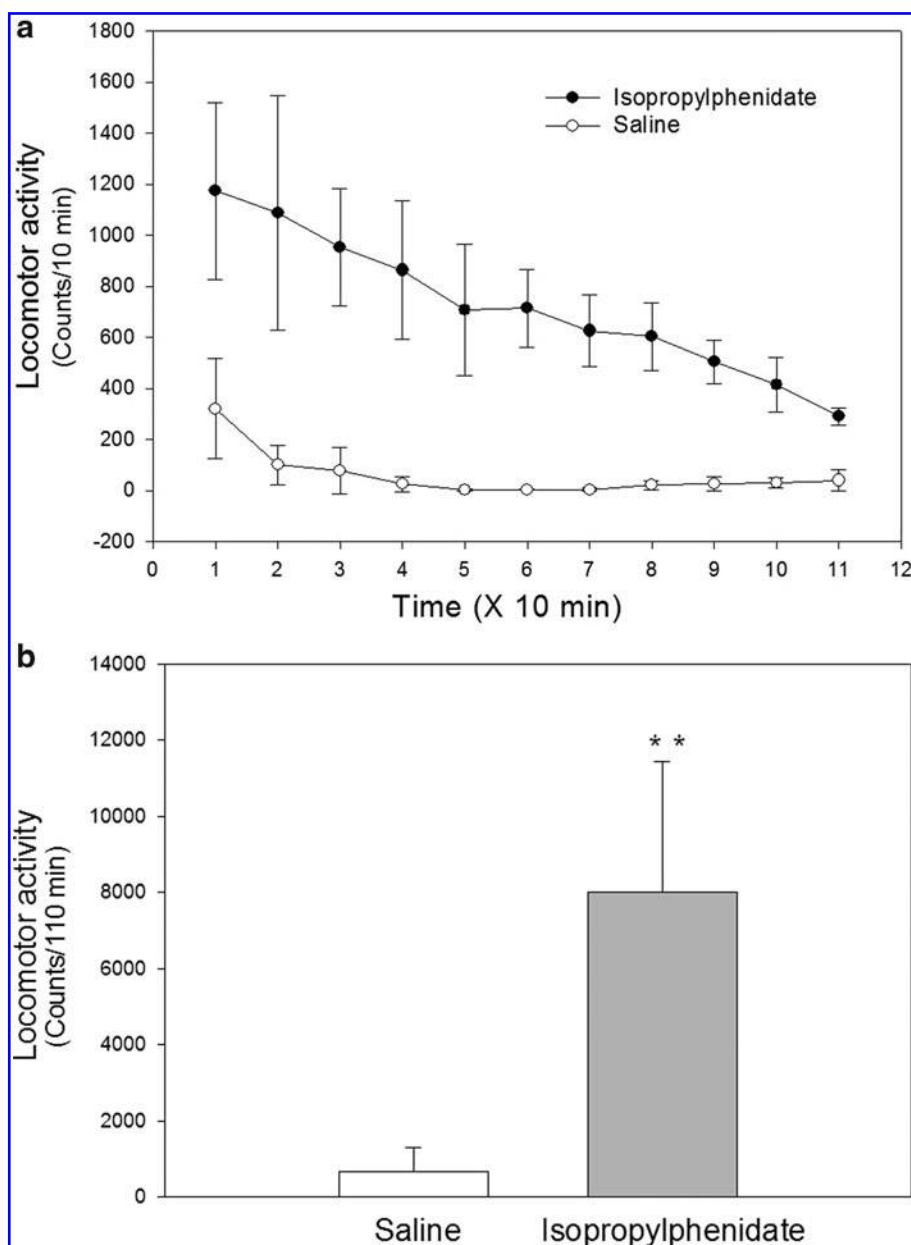 a
1800
1600
1400
1200
1000
800
600
400
200
0
-200
Locomotor activity
(Counts/10 min)
Isopropylphenidate
Saline
0 1 2 3 4 5 6 7 8 9 10 11 12
Time (X 10 min)
b
14000
12000
10000
8000
6000
4000
2000
0
Locomotor activity
(Counts/110 min)
* *
Saline Isopropylphenidate